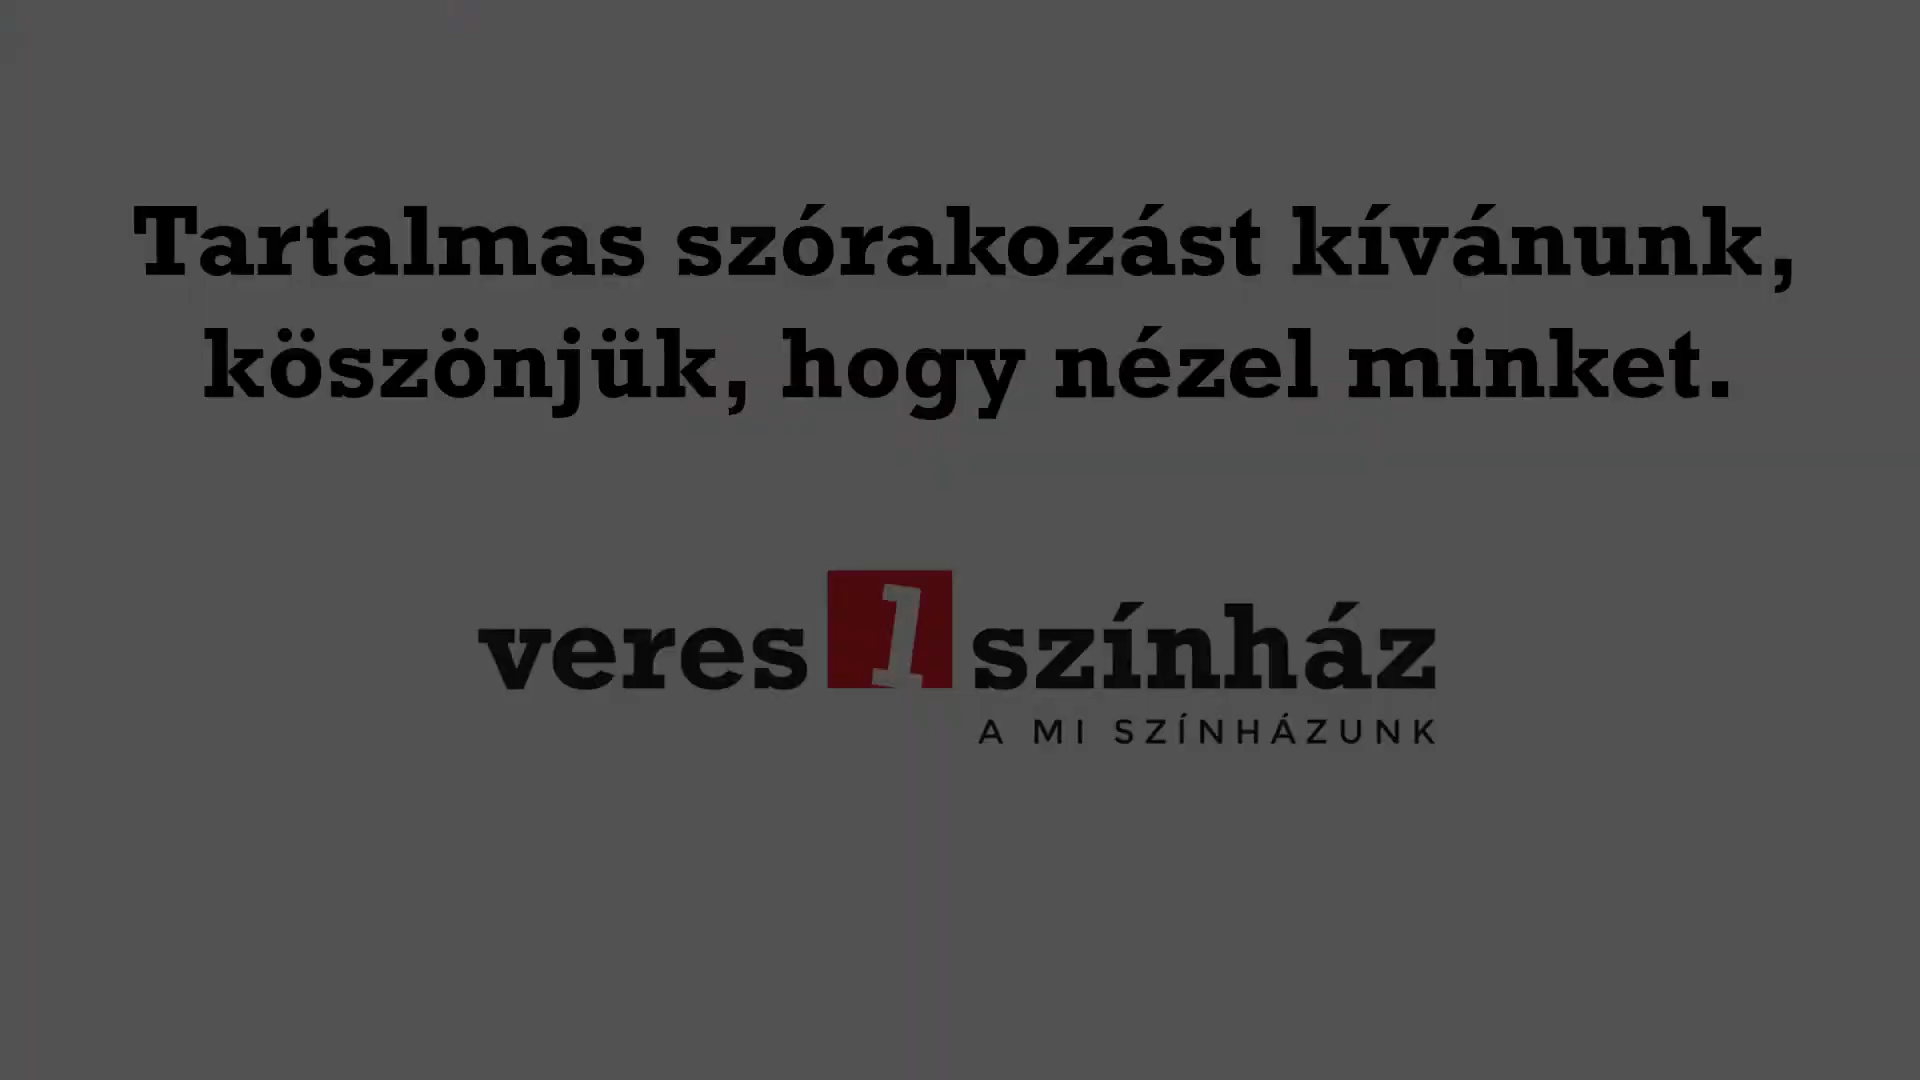 Tartalmas szórakozást kívánunk,
köszönjük, hogy nézel minket.
veres 1 színház
A MI SZÍNHÁZUNK